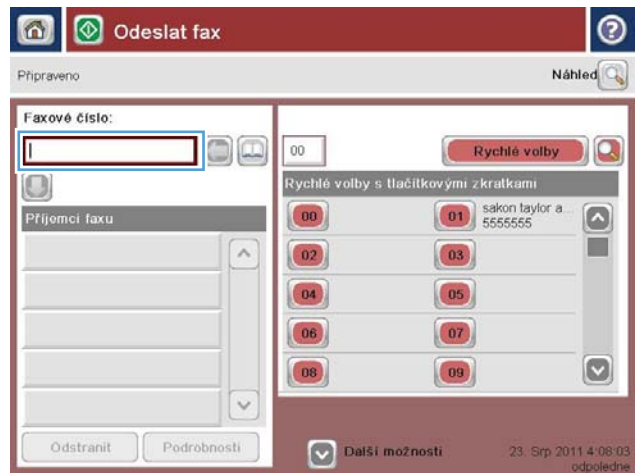 Odeslat fax
Připraveno
Náhled
Faxové číslo:
00
Rychlé volby
Rychlé volby s tlačítkovými zkratkami
Příjemci faxu
00
01
sakon taylor a...
5555555
02
03
04
05
06
07
08
09
Odstranit
Podrobnosti
Další možnosti
23. Srp 2011 4:08:03
odpoledne